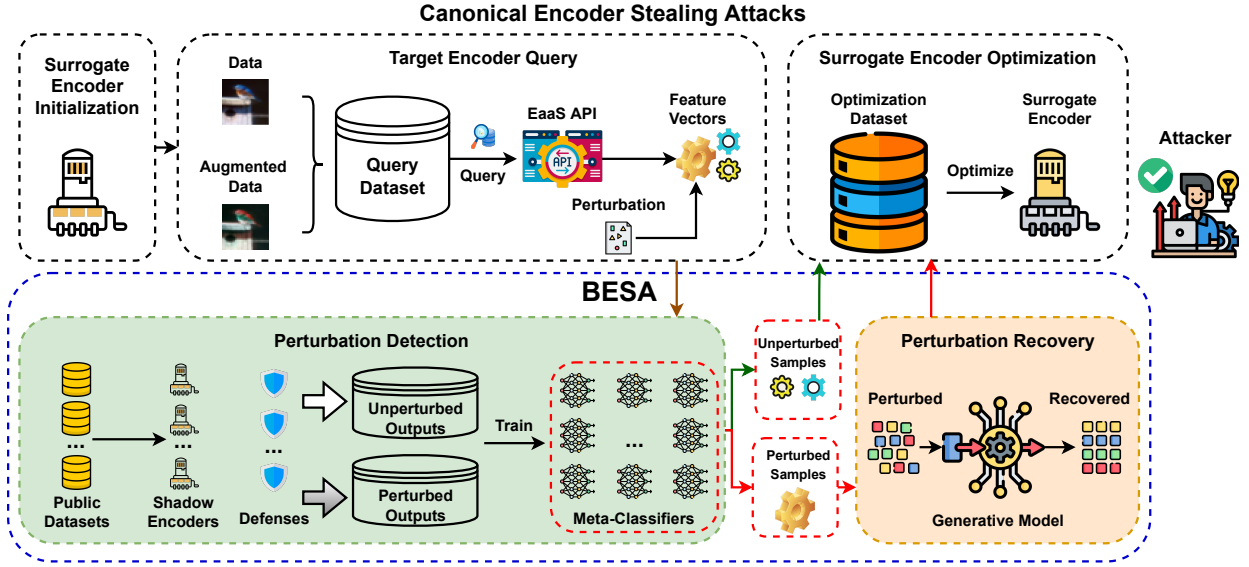 Canonical Encoder Stealing Attacks
Surrogate
Encoder
Initialization
Target Encoder Query
Data
Augmented
Data
Query
Dataset
Query
EaaS API
API
Feature
Vectors
Perturbation
Surrogate Encoder Optimization
Optimization
Dataset
Optimize
Surrogate
Encoder
Attacker
BESA
Perturbation Detection
...
Public
Datasets
...
Shadow
Encoders
...
Defenses
Unperturbed
Outputs
Perturbed
Outputs
Train
...
Meta-Classifiers
Unperturbed
Samples
Perturbed
Samples
Perturbation Recovery
Perturbed
Recovered
Generative Model